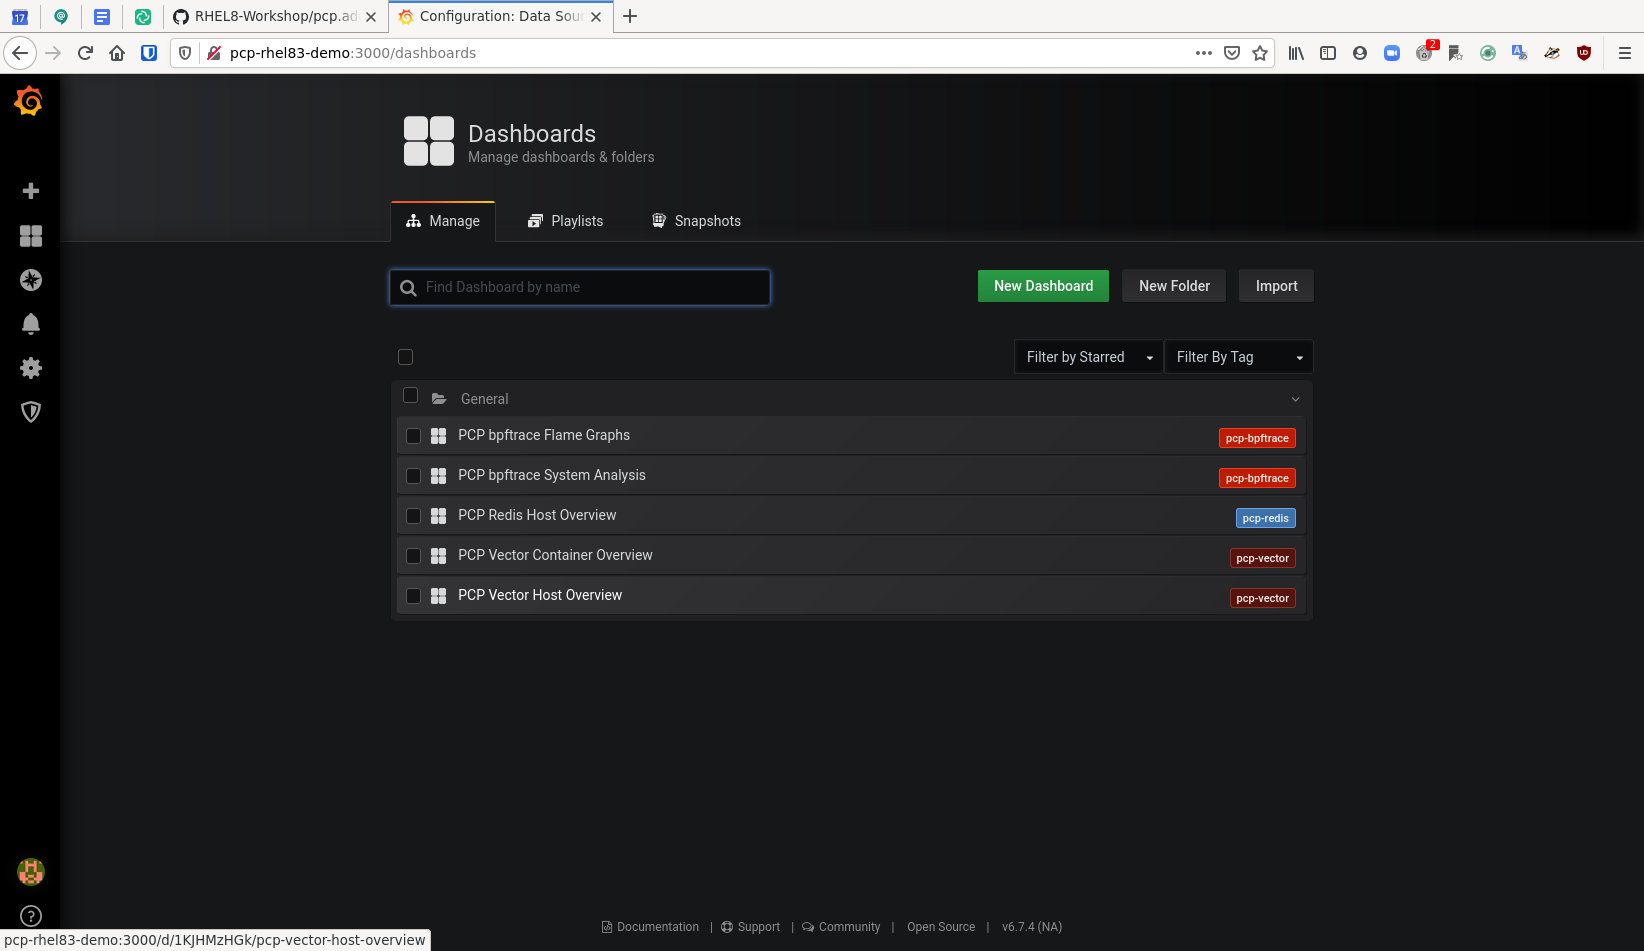 17
RHEL8-Workshop/pcp.ad
Configuration: Data Sour
pcp-rhel83-demo:3000/dashboards
2
Dashboards
Manage dashboards & folders
Manage
Playlists
Snapshots
Find Dashboard by name
New Dashboard
New Folder
Import
Filter by Starred
Filter By Tag
General
PCP bpftrace Flame Graphs
pcp-bpftrace
PCP bpftrace System Analysis
pcp-bpftrace
PCP Redis Host Overview
pcp-redis
PCP Vector Container Overview
pcp-vector
PCP Vector Host Overview
pcp-vector
Documentation | Support | Community | Open Source | v6.7.4 (NA)
pcp-rhel83-demo:3000/d/1KJHMzHGk/pcp-vector-host-overview